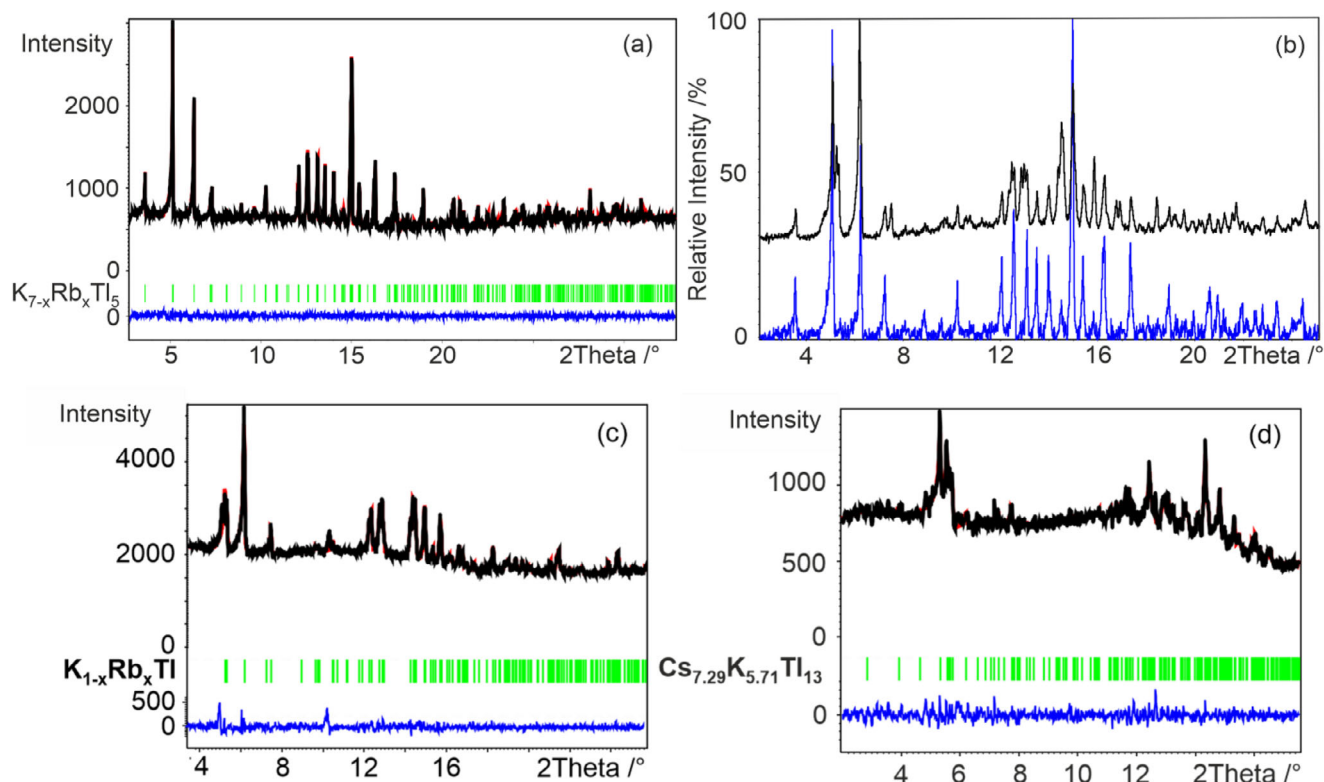 Intensity
(a)
2000
1000
0
K7-xRbxTl5
0
5 10 15 20 2Theta /°
100
(b)
Relative Intensity /%
50
0
4 8 12 16 20 2Theta /°
Intensity
(c)
4000
2000
0
K1-xRbxTl
500
0
4 8 12 16 2Theta /°
Intensity
(d)
1000
500
0
Cs7.29K5.71Tl13
0
4 6 8 10 12 2Theta /°